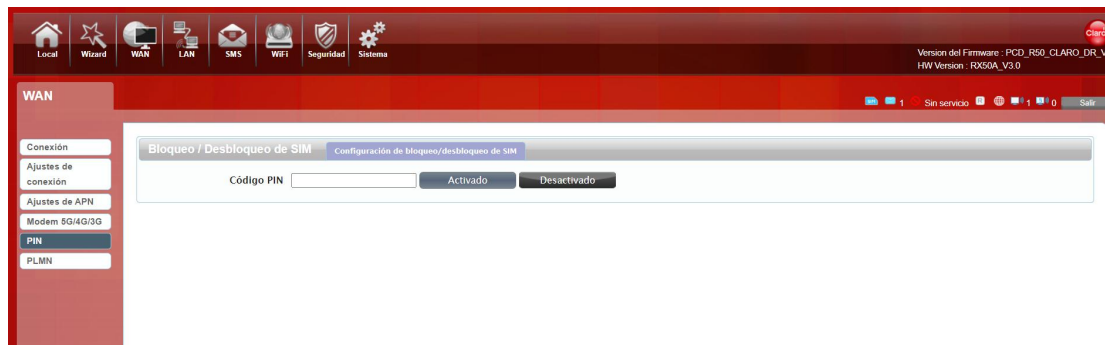 Local Wizard WAN LAN SMS WiFi Seguridad Sistema
Claro
Version del Firmware : PCD_R50_CLARO_DR_V
HW Version : RX50A_V3.0
WAN
1 Sin servicio R 1 0 Salir
Conexión
Ajustes de
conexión
Ajustes de APN
Modem 5G/4G/3G
PIN
PLMN
Bloqueo / Desbloqueo de SIM Configuración de bloqueo/desbloqueo de SIM
Código PIN Activado Desactivado